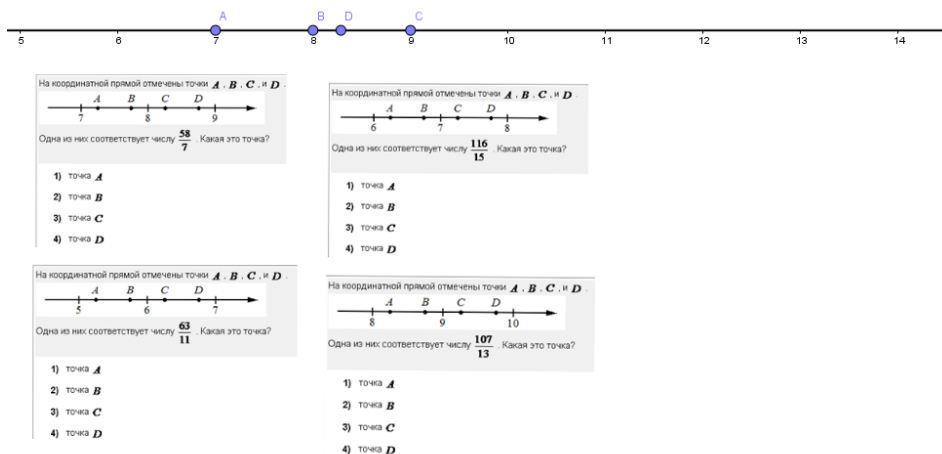 A B D C
5 6 7 8 9 10 11 12 13 14
На координатной прямой отмечены точки A , B , C , и D .
A B C D
7 8 9
Одна из них соответствует числу 58/7 . Какая это точка?
1) точка A
2) точка B
3) точка C
4) точка D
На координатной прямой отмечены точки A , B , C , и D .
A B C D
6 7 8
Одна из них соответствует числу 116/15 . Какая это точка?
1) точка A
2) точка B
3) точка C
4) точка D
На координатной прямой отмечены точки A , B , C , и D .
A B C D
5 6 7
Одна из них соответствует числу 63/11 . Какая это точка?
1) точка A
2) точка B
3) точка C
4) точка D
На координатной прямой отмечены точки A , B , C , и D .
A B C D
8 9 10
Одна из них соответствует числу 107/13 . Какая это точка?
1) точка A
2) точка B
3) точка C
4) точка D